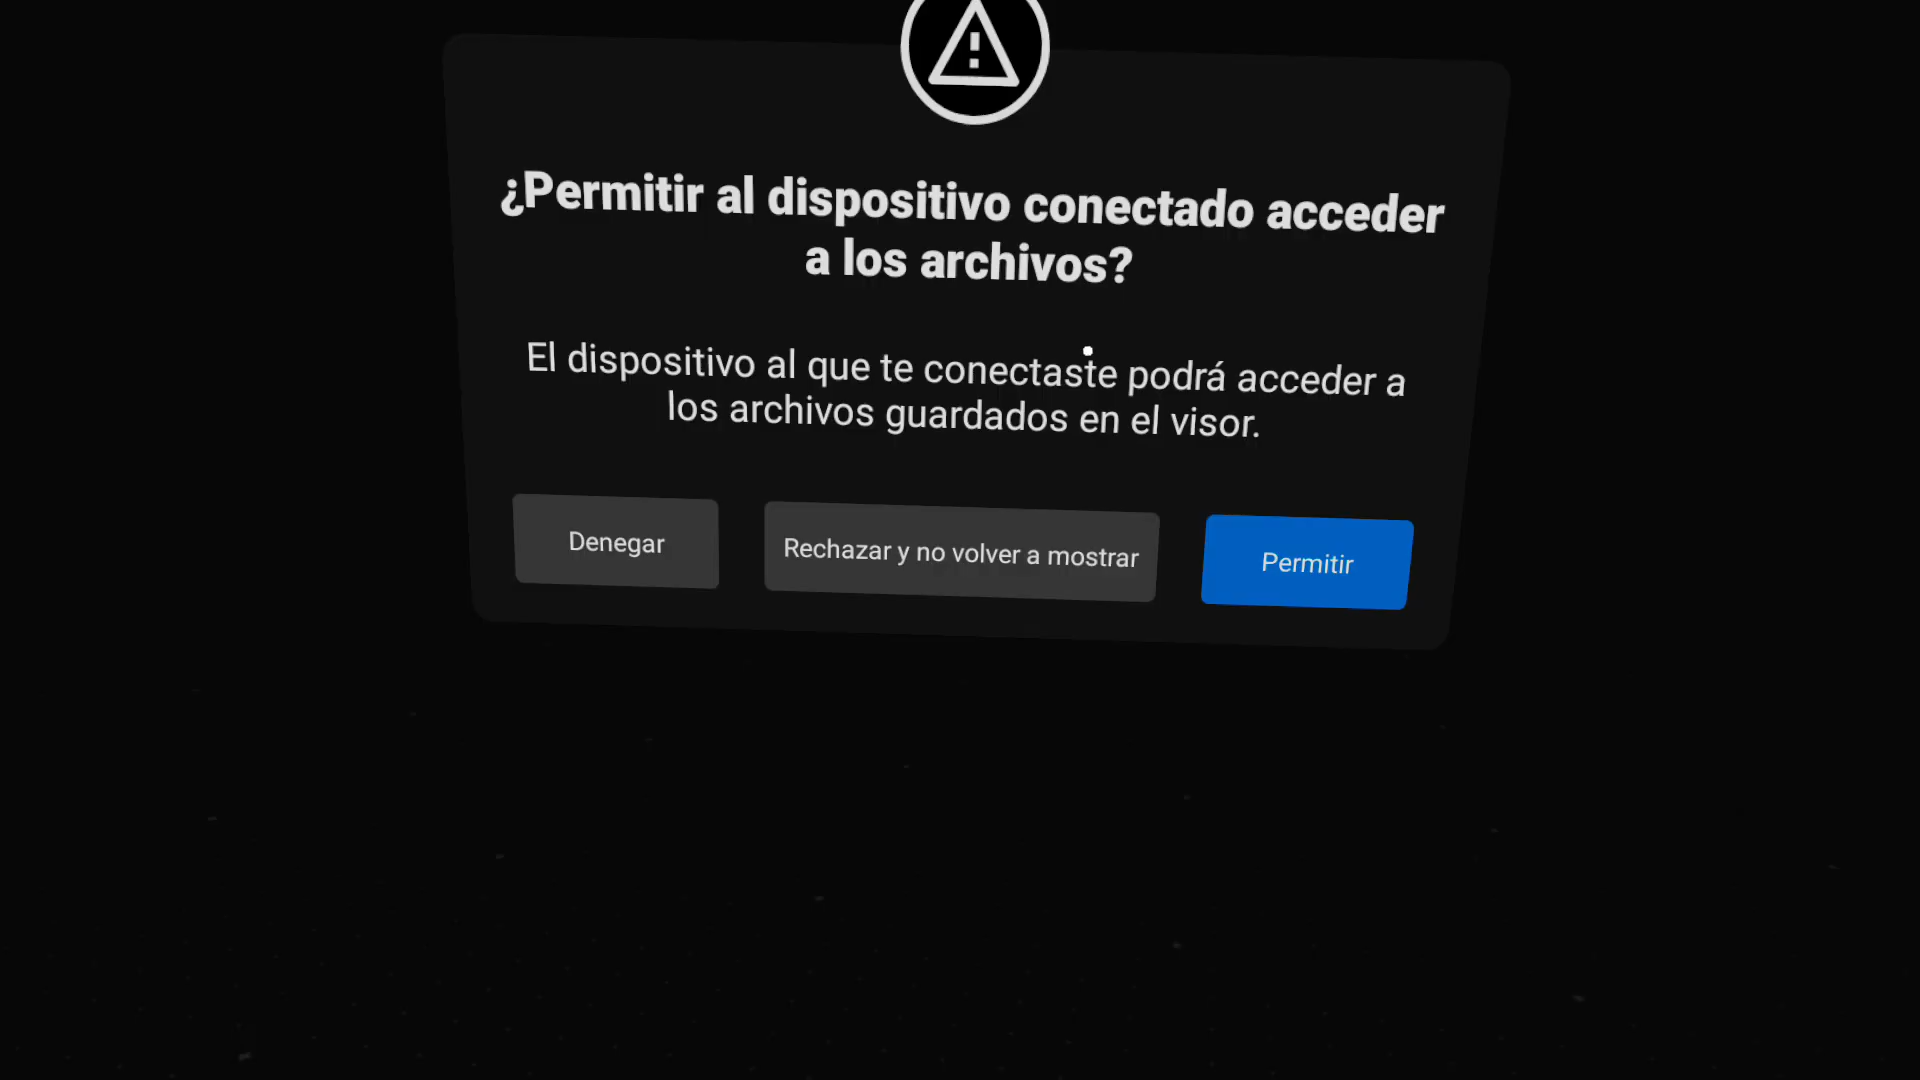 ¿Permitir al dispositivo conectado acceder
a los archivos?
El dispositivo al que te conectaste podrá acceder a
los archivos guardados en el visor.
Denegar
Rechazar y no volver a mostrar
Permitir